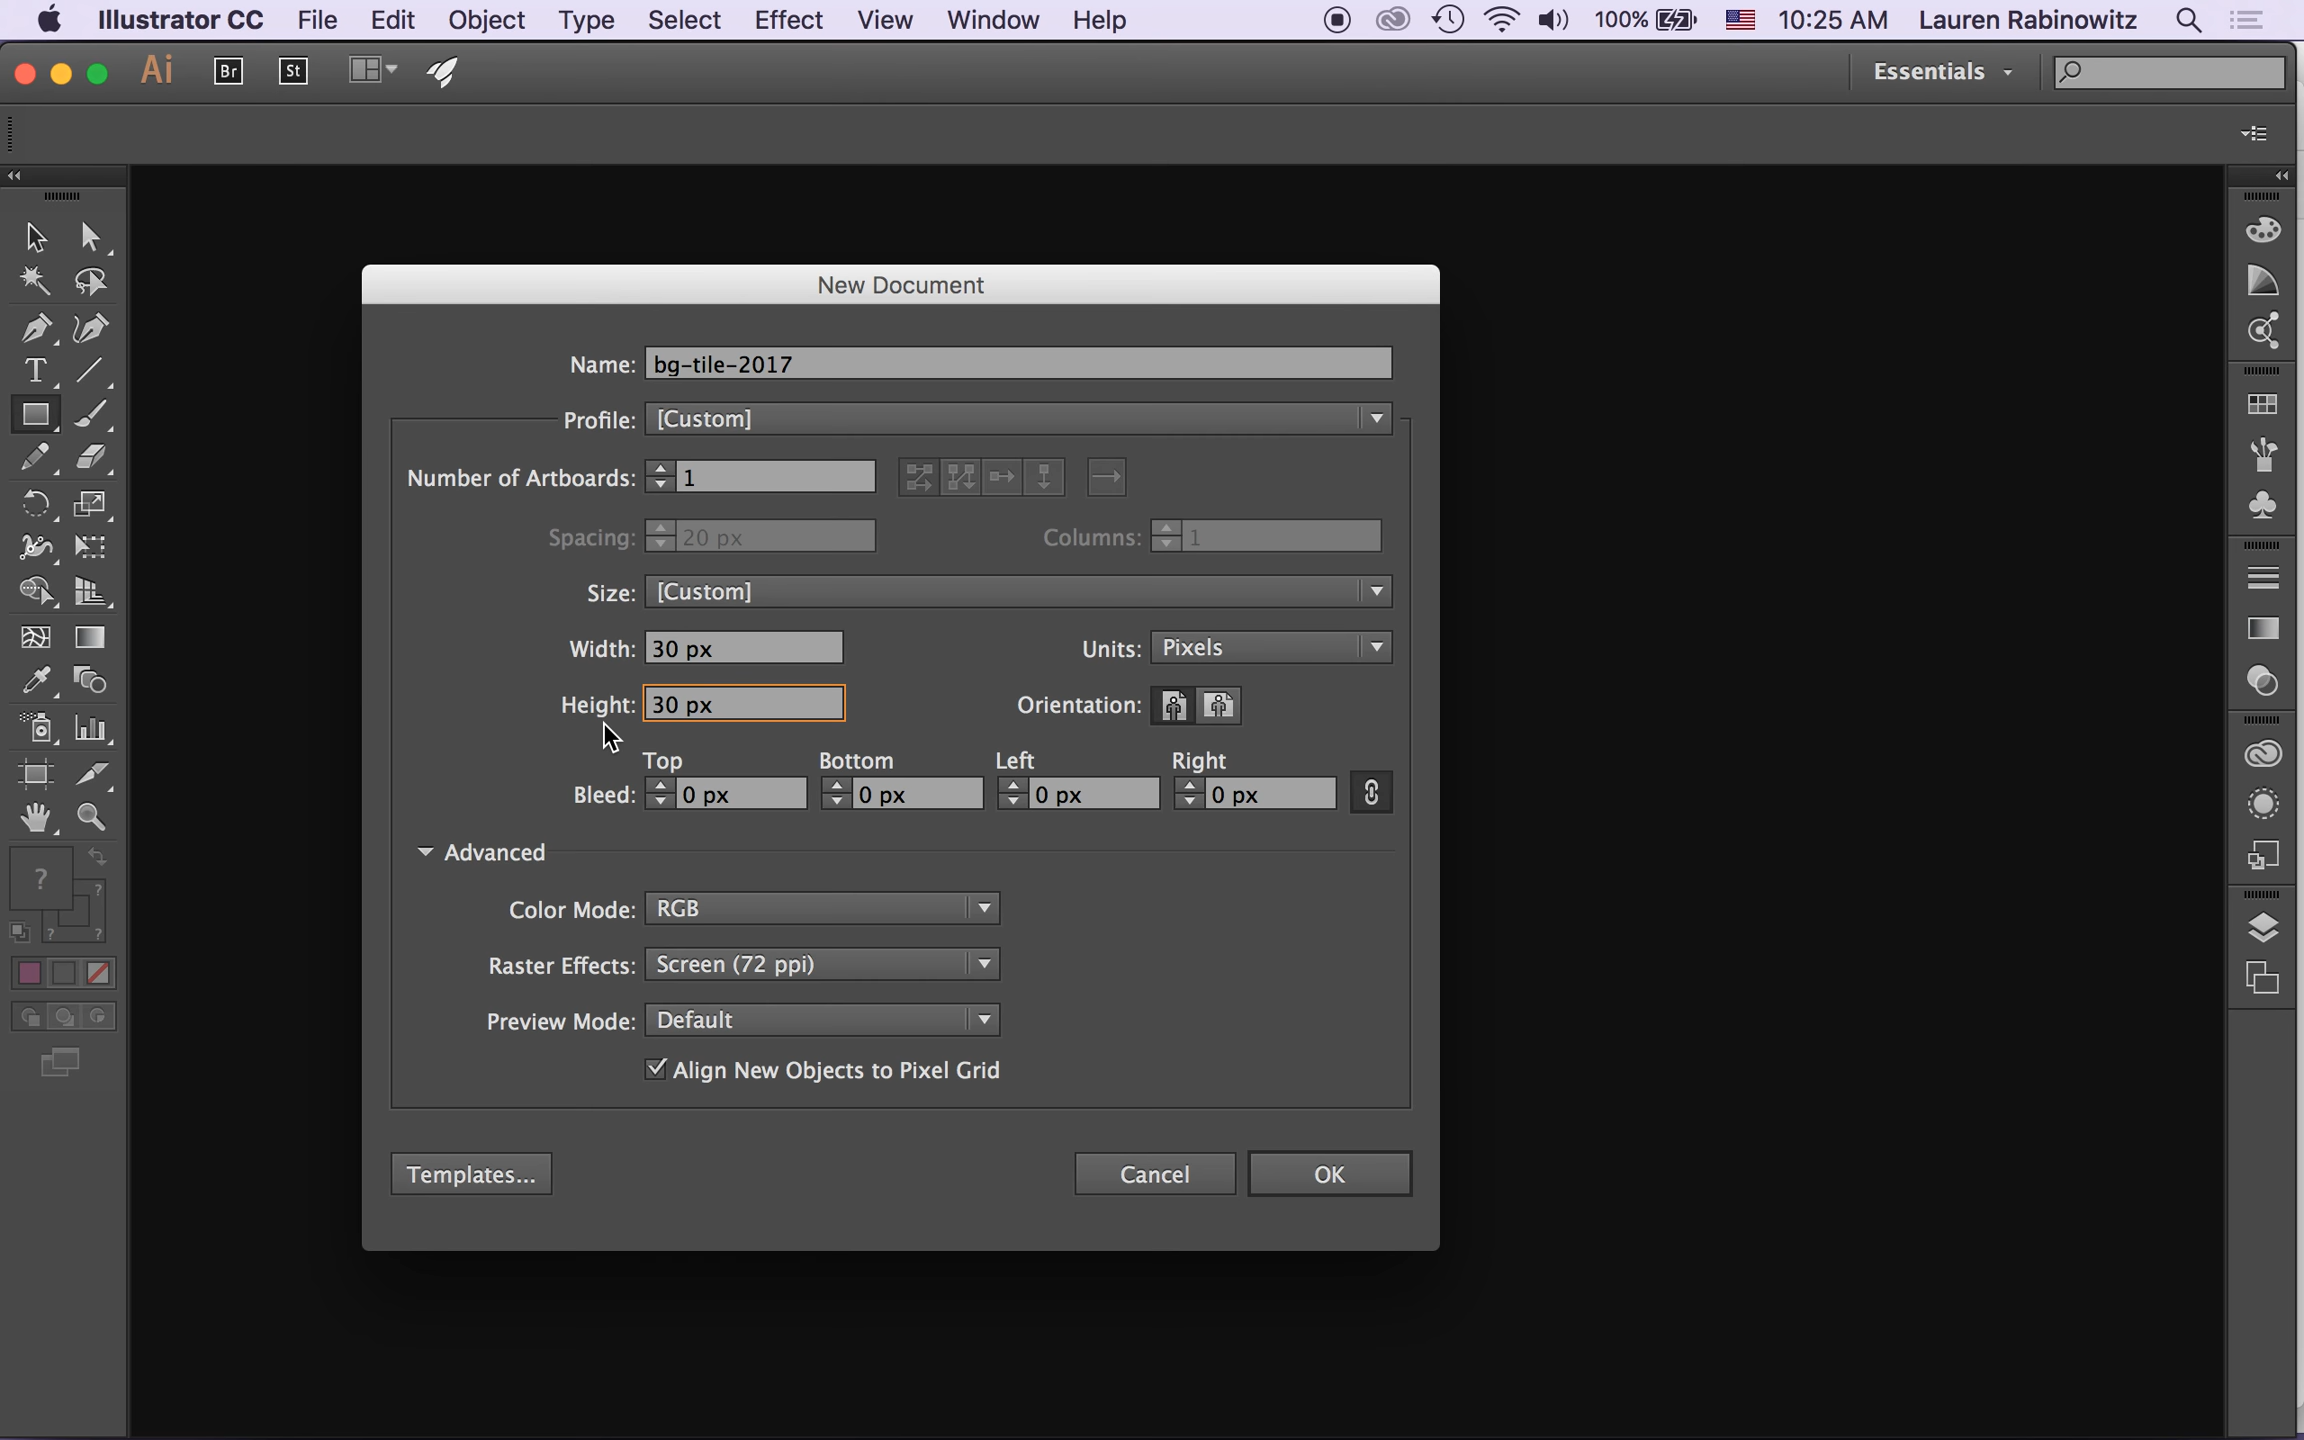 Illustrator CC File Edit Object Type Select Effect View Window Help 100% 10:25 AM Lauren Rabinowitz
Ai Br St Essentials
New Document
Name: bg-tile-2017
Profile: [Custom]
Number of Artboards: 1
Spacing: 20 px Columns: 1
Size: [Custom]
Width: 30 px Units: Pixels
Height: 30 px Orientation:
Top Bottom Left Right
Bleed: 0 px 0 px 0 px 0 px
Advanced
Color Mode: RGB
Raster Effects: Screen (72 ppi)
Preview Mode: Default
Align New Objects to Pixel Grid
Templates... Cancel OK
T
?
?
? ?